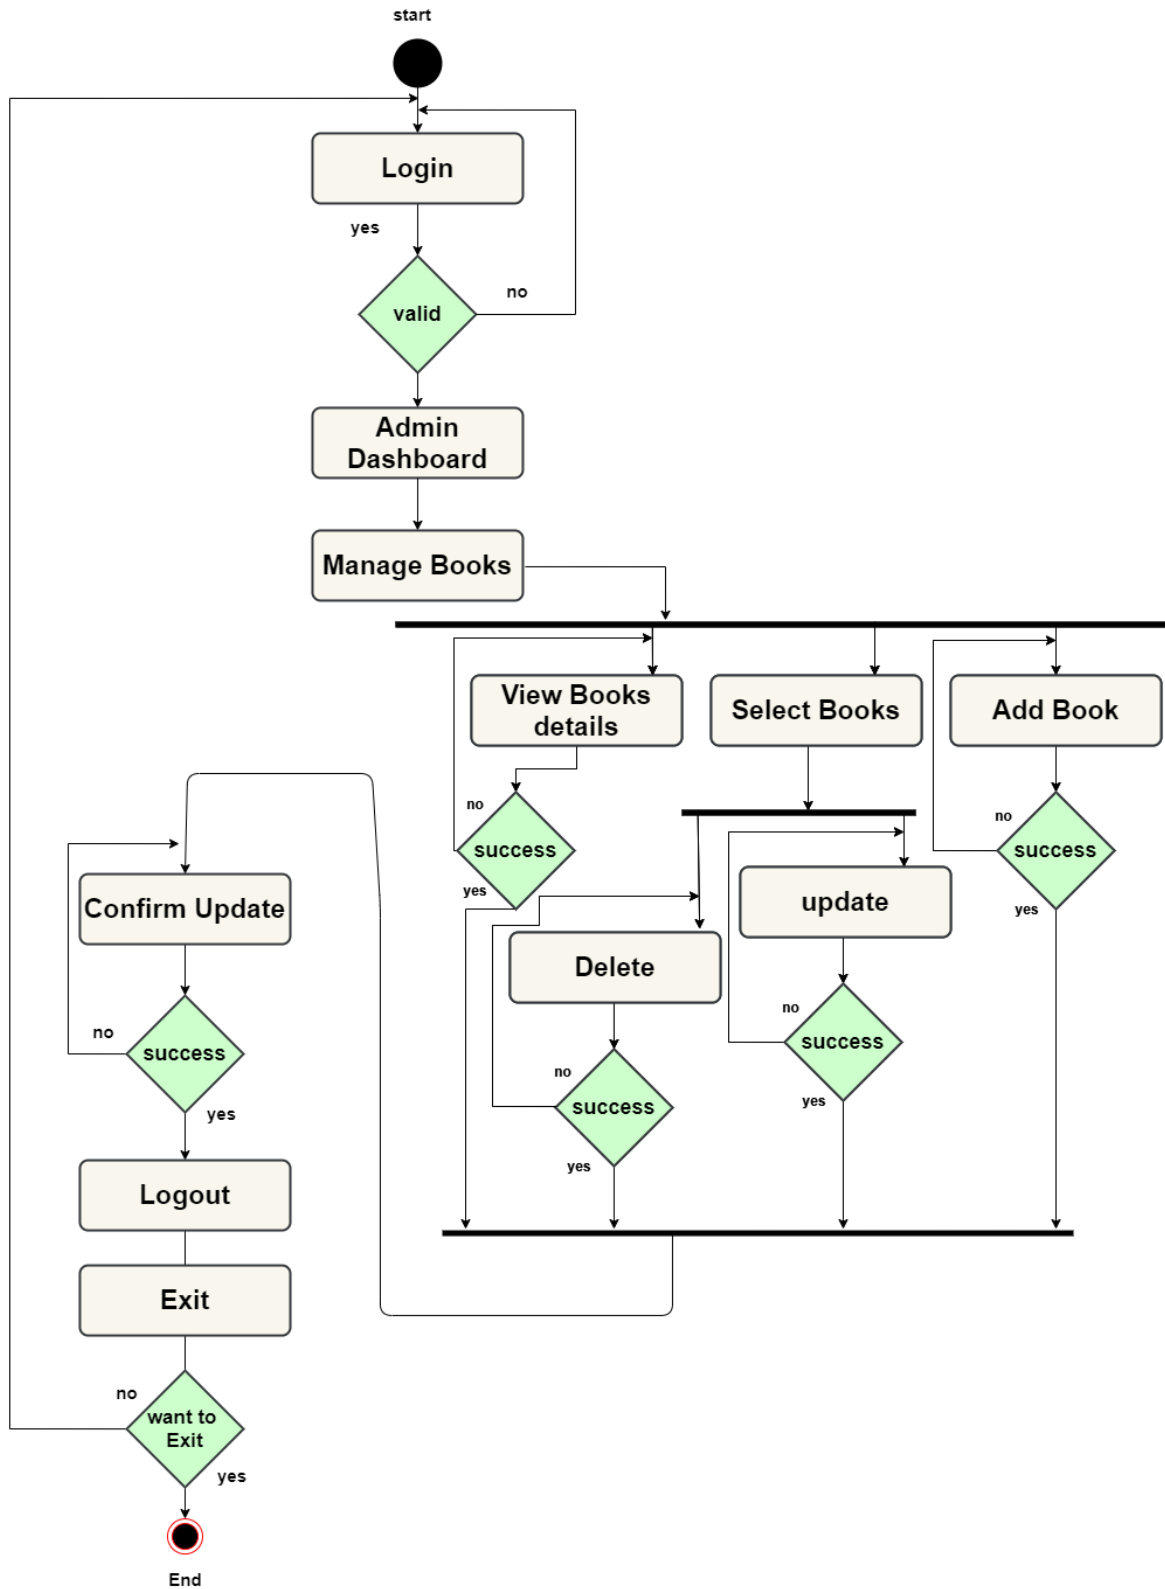 start
Login
yes
valid
no
Admin
Dashboard
Manage Books
View Books
details
Select Books
Add Book
no
success
yes
Delete
no
success
yes
update
no
success
yes
no
success
yes
Confirm Update
no
success
yes
Logout
Exit
no
want to
Exit
yes
End